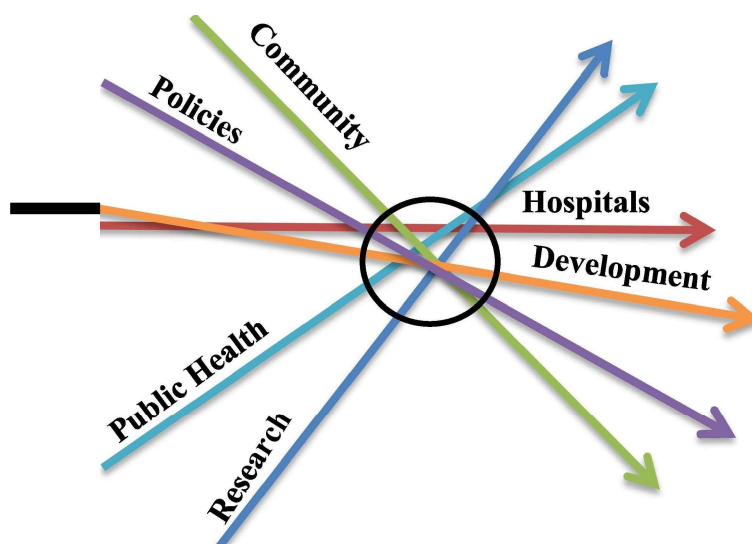 Community
Policies
Hospitals
Development
Public Health
Research